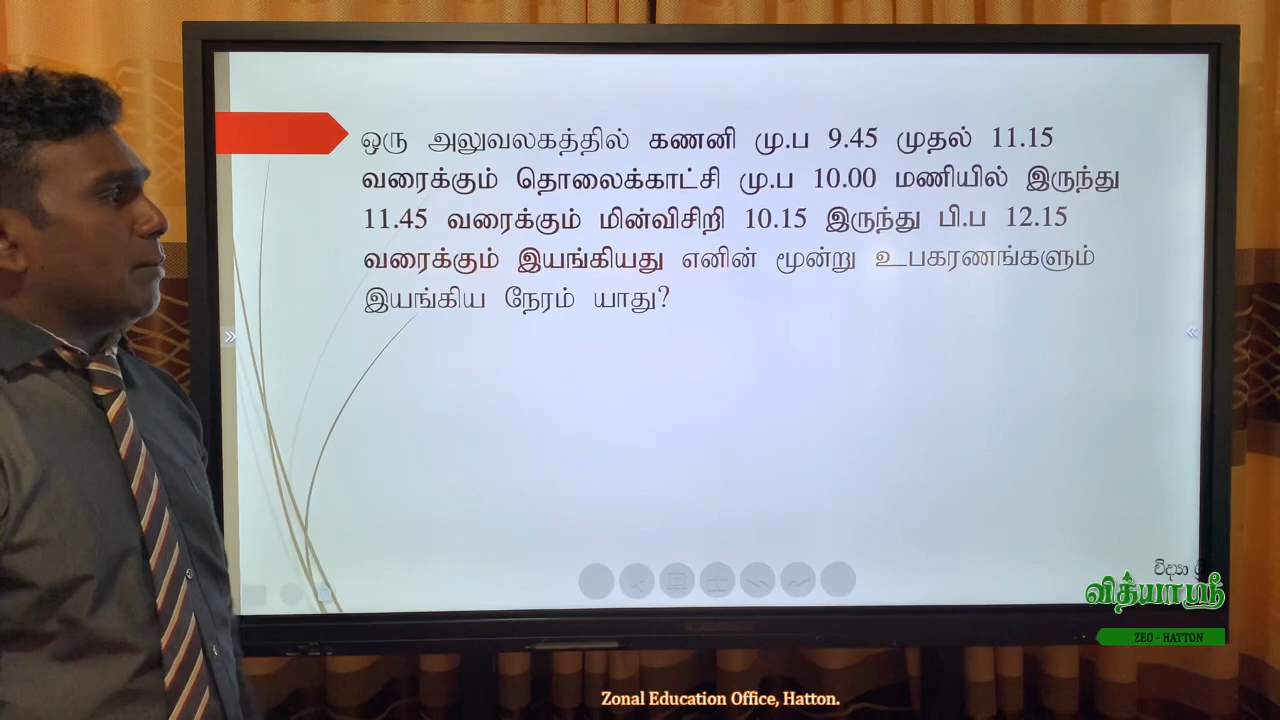 ஒரு அலுவலகத்தில் கணனி மு.ப 9.45 முதல் 11.15
வரைக்கும் தொலைக்காட்சி மு.ப 10.00 மணியில் இருந்து
11.45 வரைக்கும் மின்விசிறி 10.15 இருந்து பி.ப 12.15
வரைக்கும் இயங்கியது எனின் மூன்று உபகரணங்களும்
இயங்கிய நேரம் யாது?
විද්‍යා ශ්‍රී
வித்யா ஸ்ரீ
ZEO - HATTON
Zonal Education Office, Hatton.